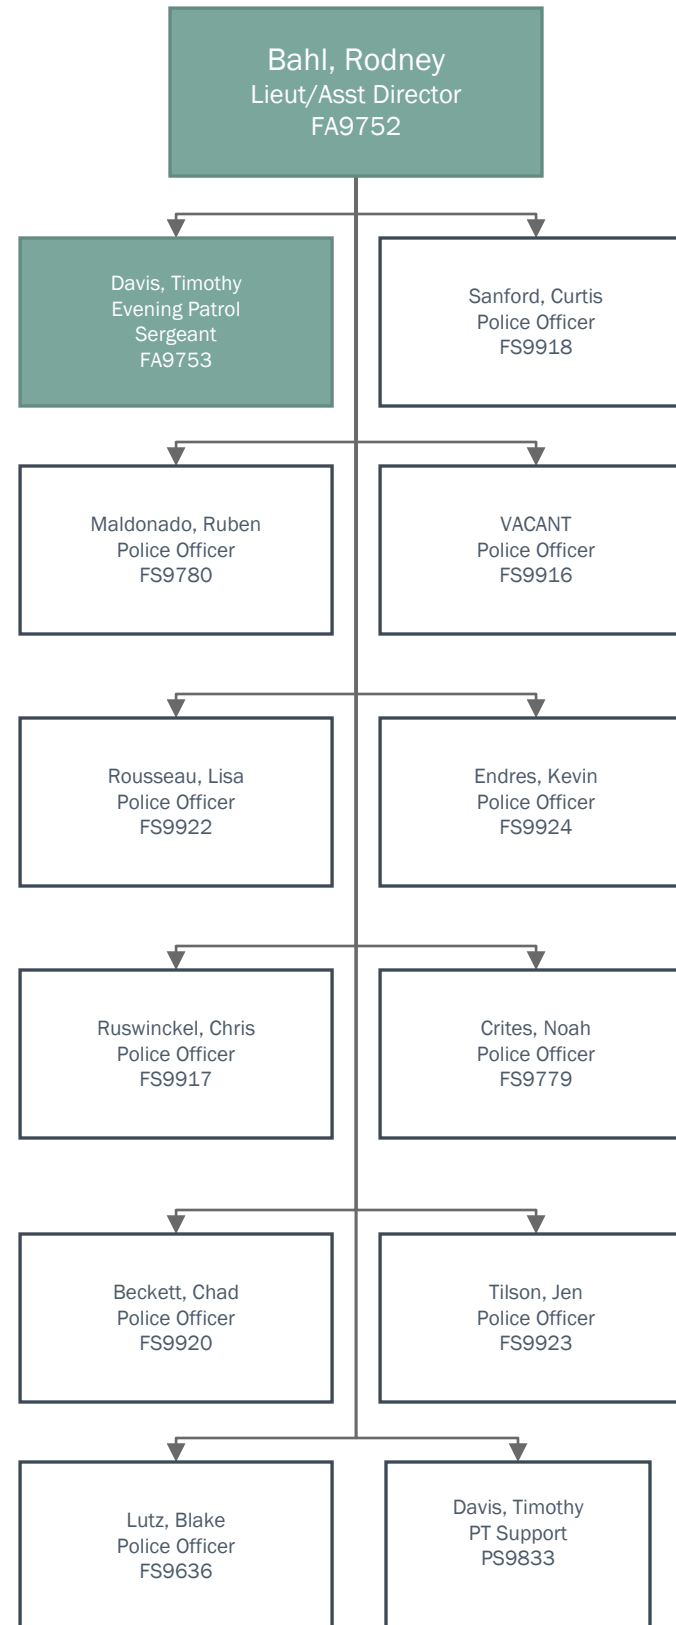 Bahl, Rodney
Lieut/Asst Director
FA9752
Davis, Timothy
Evening Patrol
Sergeant
FA9753
Sanford, Curtis
Police Officer
FS9918
Maldonado, Ruben
Police Officer
FS9780
VACANT
Police Officer
FS9916
Rousseau, Lisa
Police Officer
FS9922
Endres, Kevin
Police Officer
FS9924
Ruswinckel, Chris
Police Officer
FS9917
Crites, Noah
Police Officer
FS9779
Beckett, Chad
Police Officer
FS9920
Tilson, Jen
Police Officer
FS9923
Lutz, Blake
Police Officer
FS9636
Davis, Timothy
PT Support
PS9833